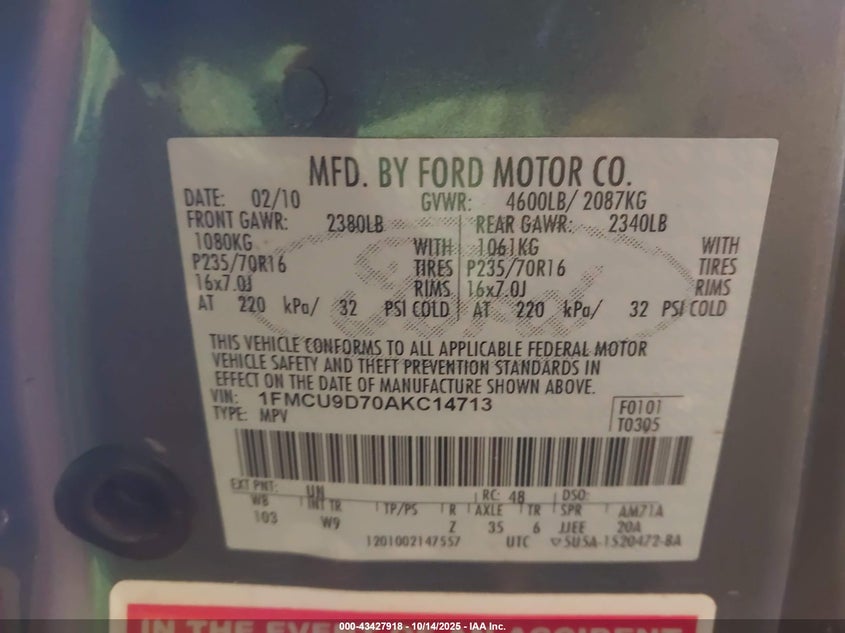 MFD. BY FORD MOTOR CO.
DATE: 02/10 GVWR: 4600LB/ 2087KG
FRONT GAWR: 2380LB REAR GAWR: 2340LB
1080KG WITH 1061KG WITH
P235/70R16 TIRES P235/70R16 TIRES
16x7.0J RIMS 16x7.0J RIMS
AT 220 kPa/ 32 PSI COLD AT 220 kPa/ 32 PSI COLD
THIS VEHICLE CONFORMS TO ALL APPLICABLE FEDERAL MOTOR
VEHICLE SAFETY AND THEFT PREVENTION STANDARDS IN
EFFECT ON THE DATE OF MANUFACTURE SHOWN ABOVE.
VIN: 1FMCU9D70AKC14713
TYPE: MPV
F0101
T0305
EXT PNT: UN RC: 48 DSO:
W8 INT TR TP/PS R AXLE TR SPR AM71A
103 W9 Z 35 6 JJEE 20A
1201002147557 UTC ▽5U5A-1520472-BA
IN THE ACCIDENT
000-43427918 - 10/14/2025 - IAA Inc.